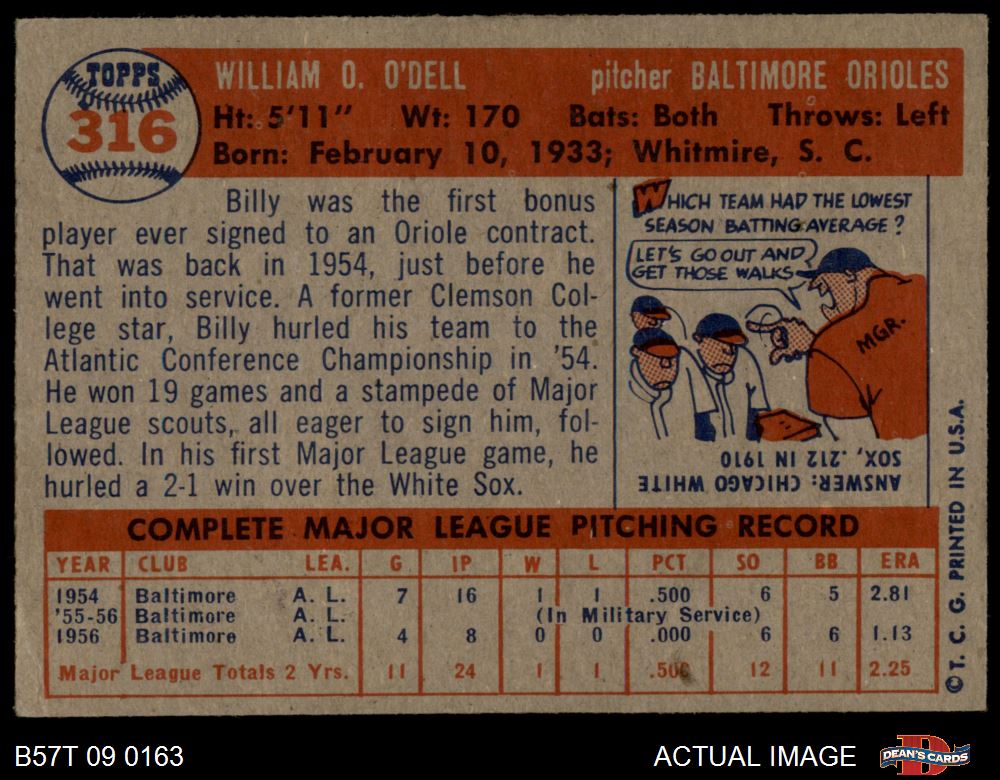 TOPPS
316
WILLIAM O. O'DELL pitcher BALTIMORE ORIOLES
Ht: 5'11" Wt: 170 Bats: Both Throws: Left
Born: February 10, 1933; Whitmire, S. C.
Billy was the first bonus
player ever signed to an Oriole contract.
That was back in 1954, just before he
went into service. A former Clemson Col-
lege star, Billy hurled his team to the
Atlantic Conference Championship in '54.
He won 19 games and a stampede of Major
League scouts, all eager to sign him, fol-
lowed. In his first Major League game, he
hurled a 2-1 win over the White Sox.
WHICH TEAM HAD THE LOWEST
SEASON BATTING AVERAGE?
LET'S GO OUT AND
GET THOSE WALKS
MGR.
ANSWER: CHICAGO WHITE
SOX, .212 IN 1910
COMPLETE MAJOR LEAGUE PITCHING RECORD
YEAR CLUB LEA. G IP W L PCT SO BB ERA
1954 Baltimore A. L. 7 16 1 1 .500 6 5 2.81
'55-56 Baltimore A. L. (In Military Service)
1956 Baltimore A. L. 4 8 0 0 .000 6 6 1.13
Major League Totals 2 Yrs. 11 24 1 1 .500 12 11 2.25
© T. C. G. PRINTED IN U.S.A.
B57T 09 0163
ACTUAL IMAGE
DEAN'S CARDS